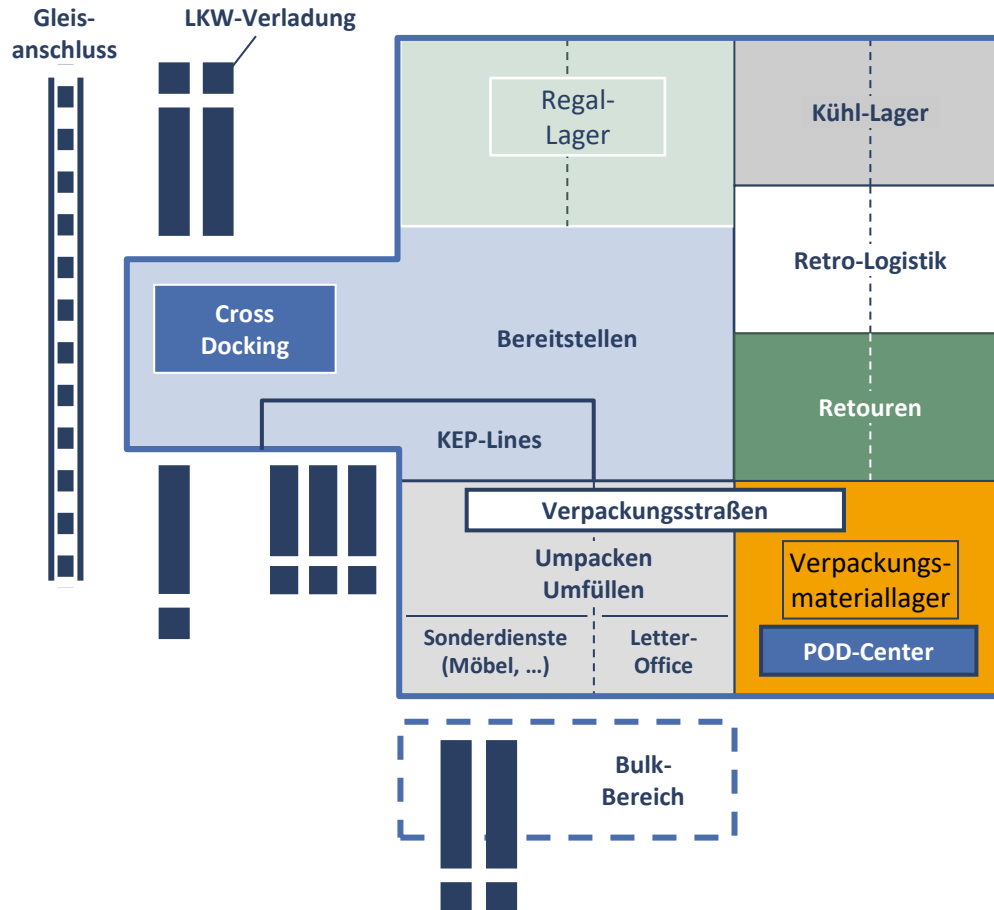 Gleis-
anschluss
LKW-Verladung
Regal-
Lager
Kühl-Lager
Retro-Logistik
Cross
Docking
Bereitstellen
Retouren
KEP-Lines
Verpackungsstraßen
Umpacken
Umfüllen
Verpackungs-
materiallager
Sonderdienste
(Möbel, ...)
Letter-
Office
POD-Center
Bulk-
Bereich